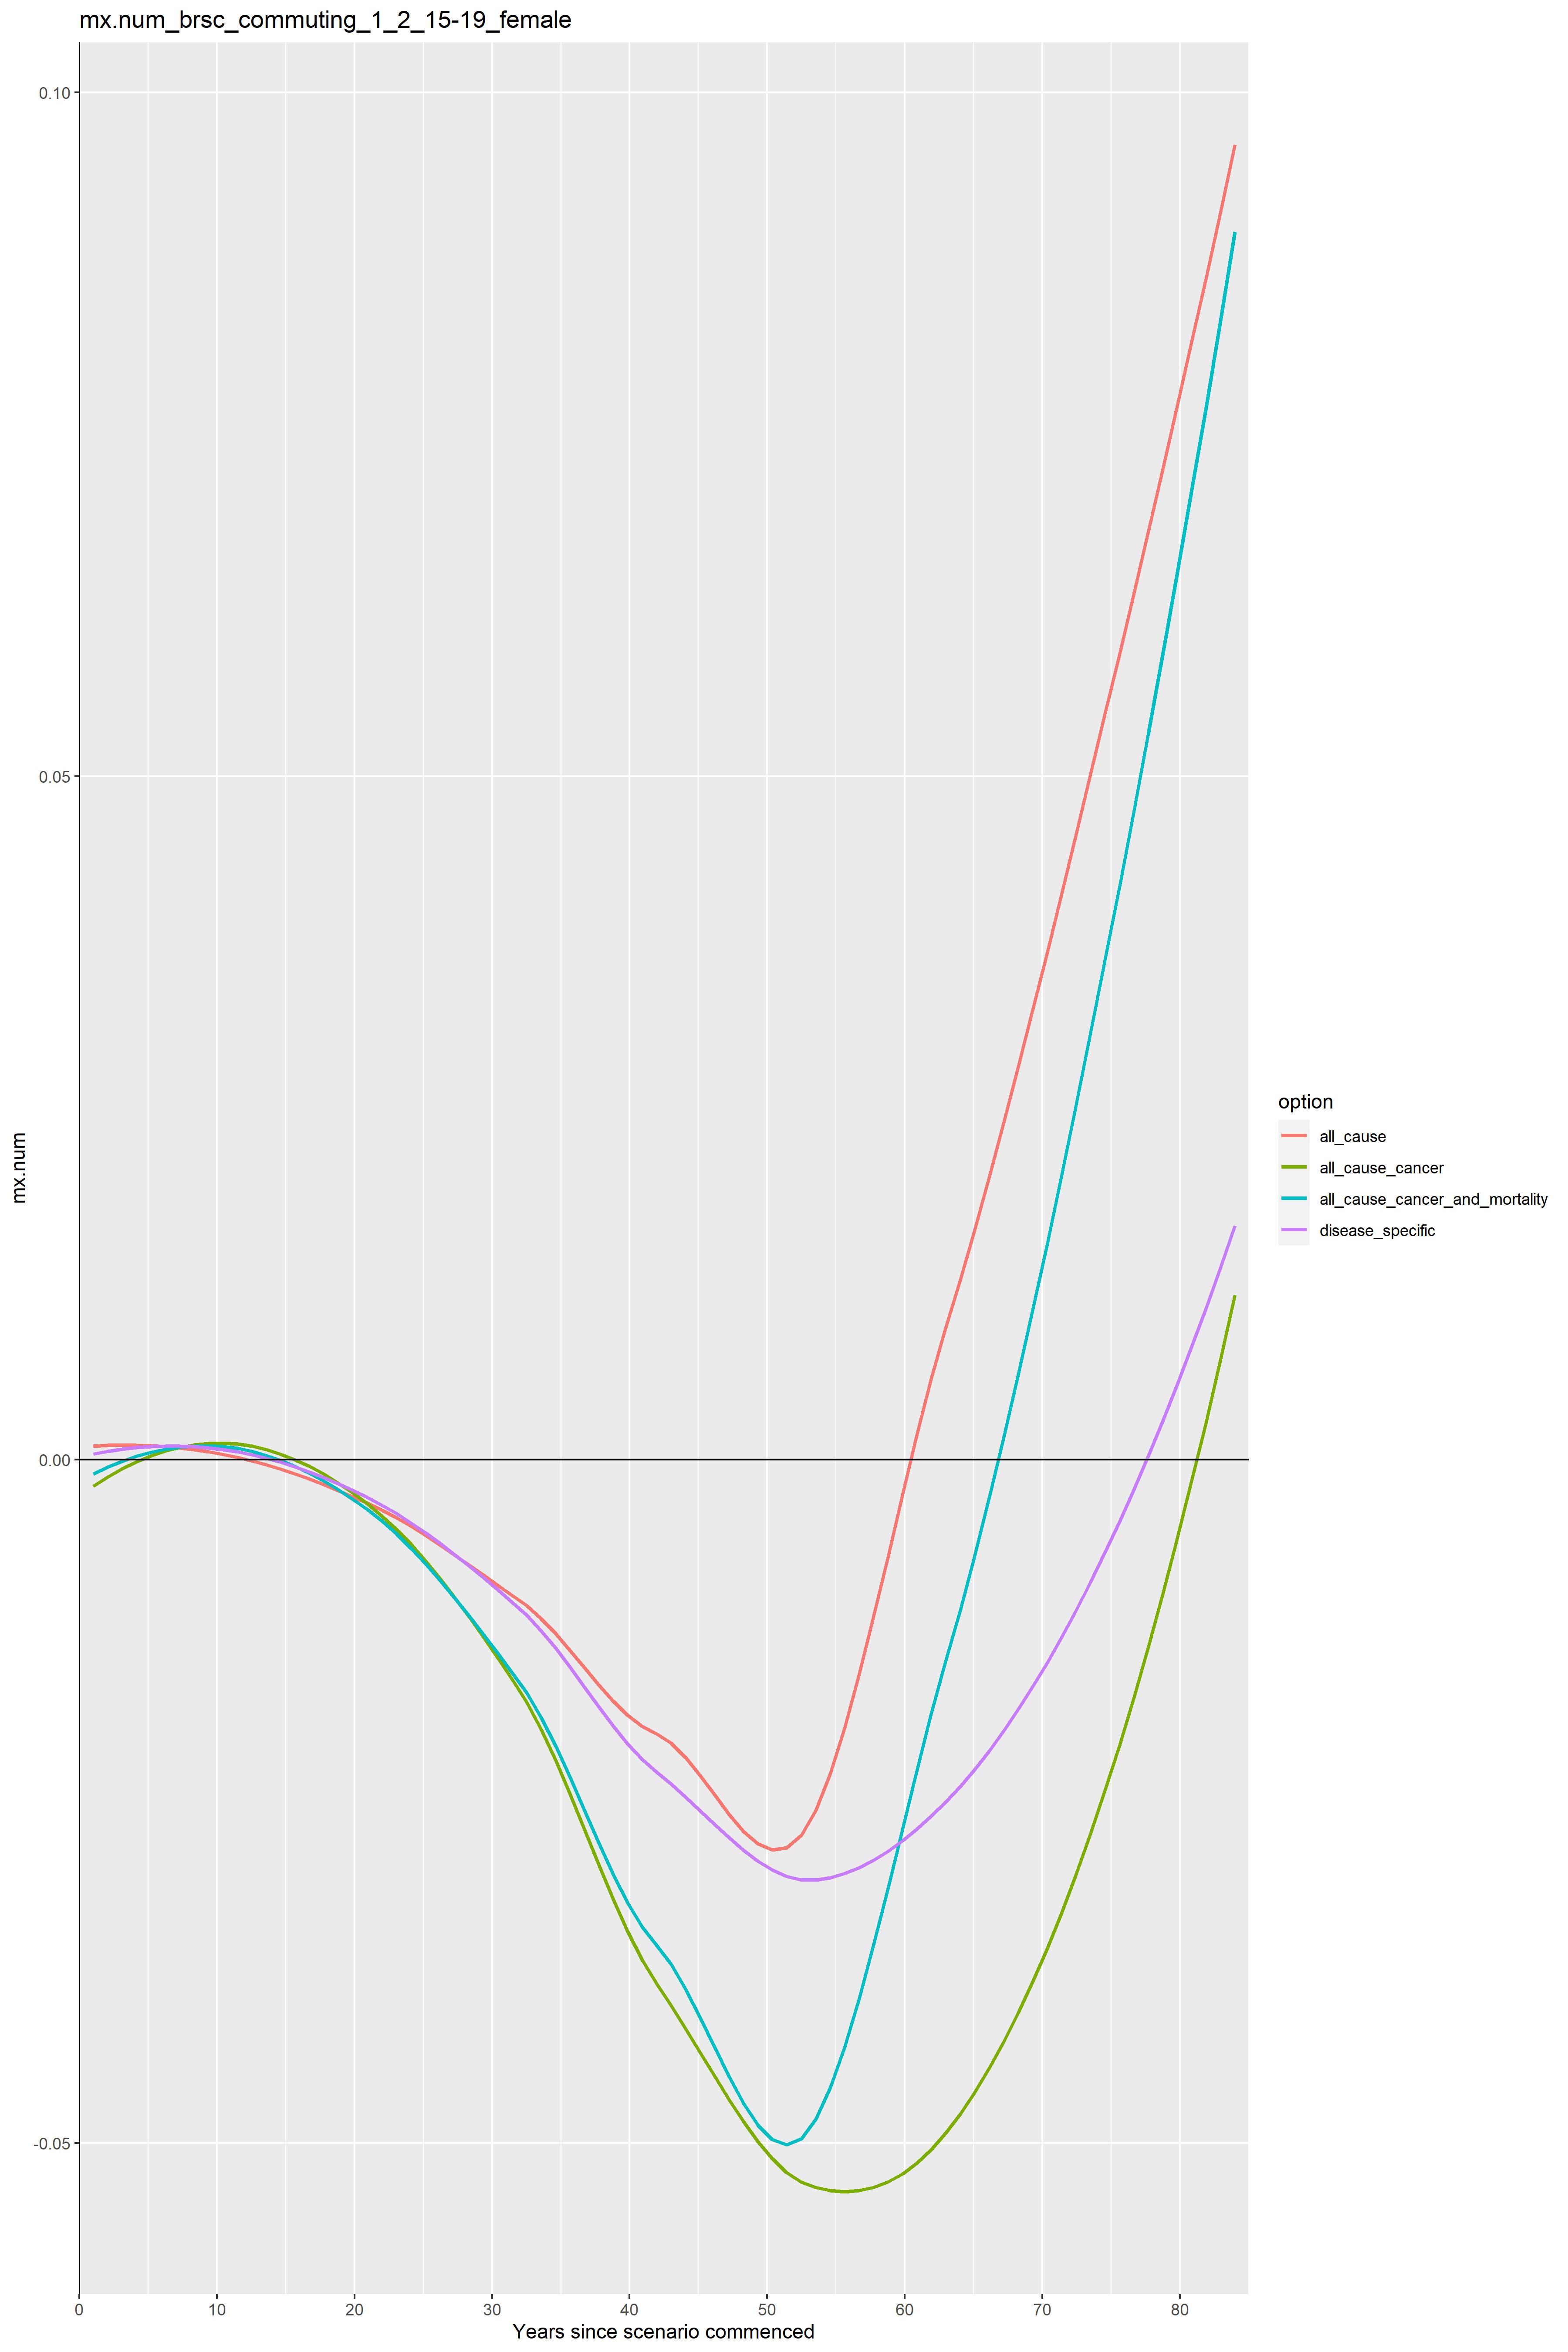 mx.num_brsc_commuting_1_2_15-19_female
0.10
0.05
0.00
-0.05
mx.num
0 10 20 30 40 50 60 70 80
Years since scenario commenced
option
all_cause
all_cause_cancer
all_cause_cancer_and_mortality
disease_specific